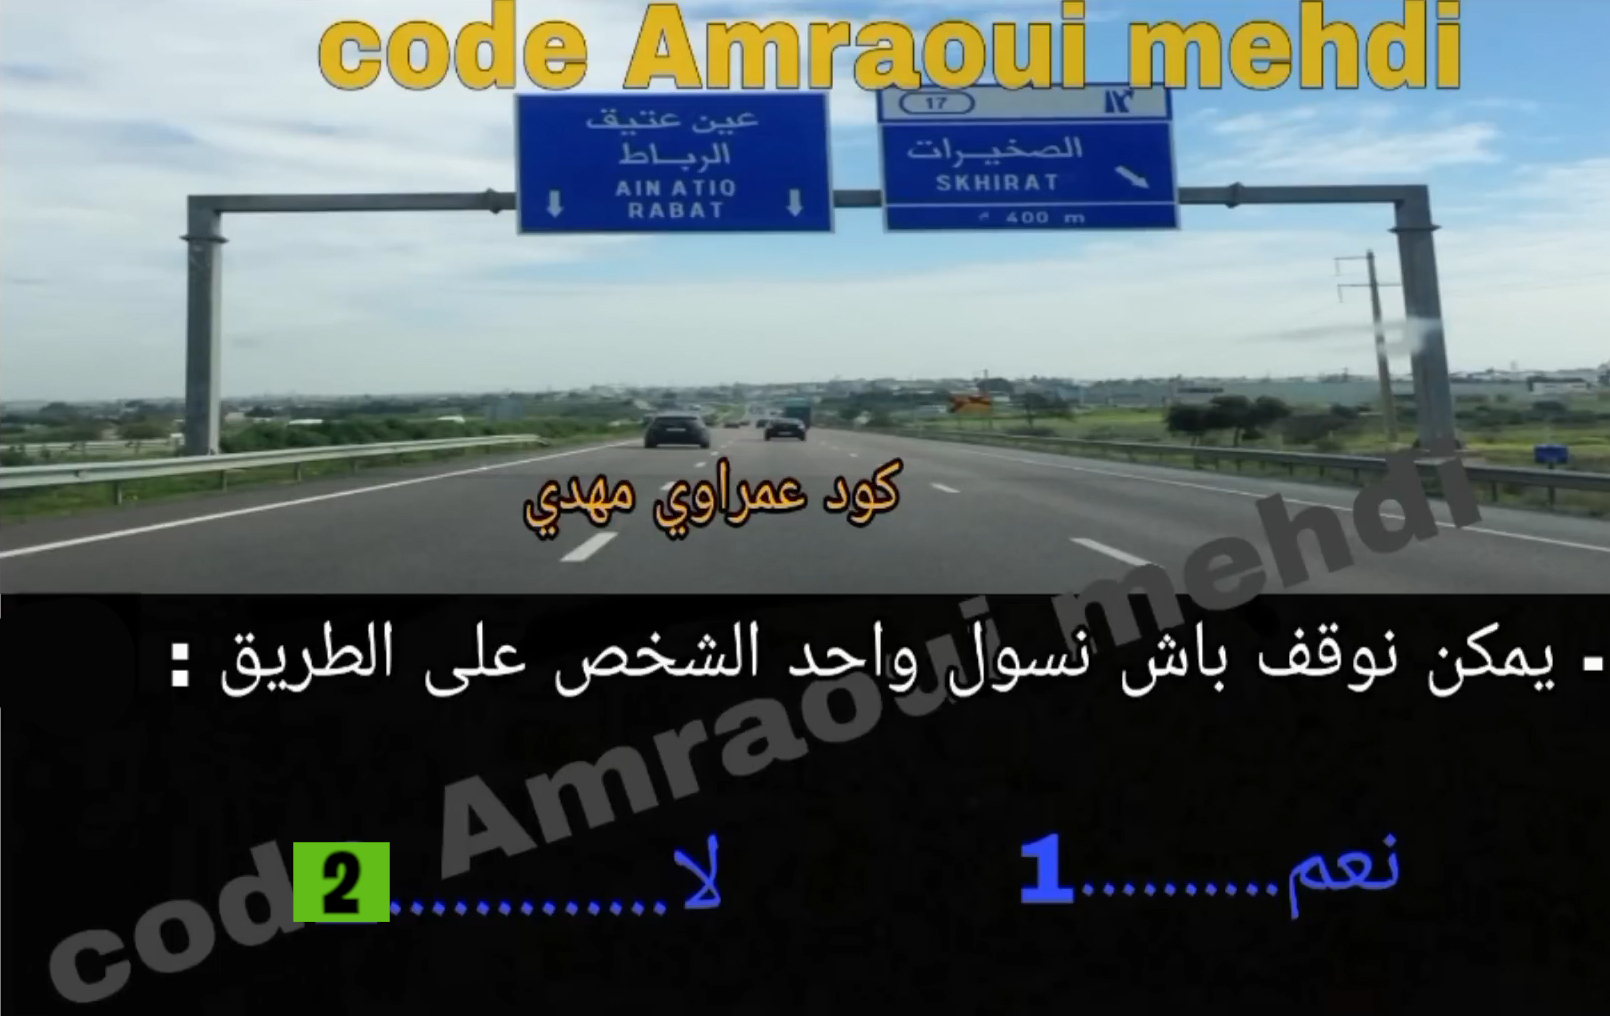 code Amraoui mehdi
عين عتيق
الرباط
AIN ATIQ
RABAT
17
الصخيرات
SKHIRAT
400 m
كود عمراوي مهدي
- يمكن نوقف باش نسول واحد الشخص على الطريق :
نعم..........1
لا.............2
code Amraoui mehdi